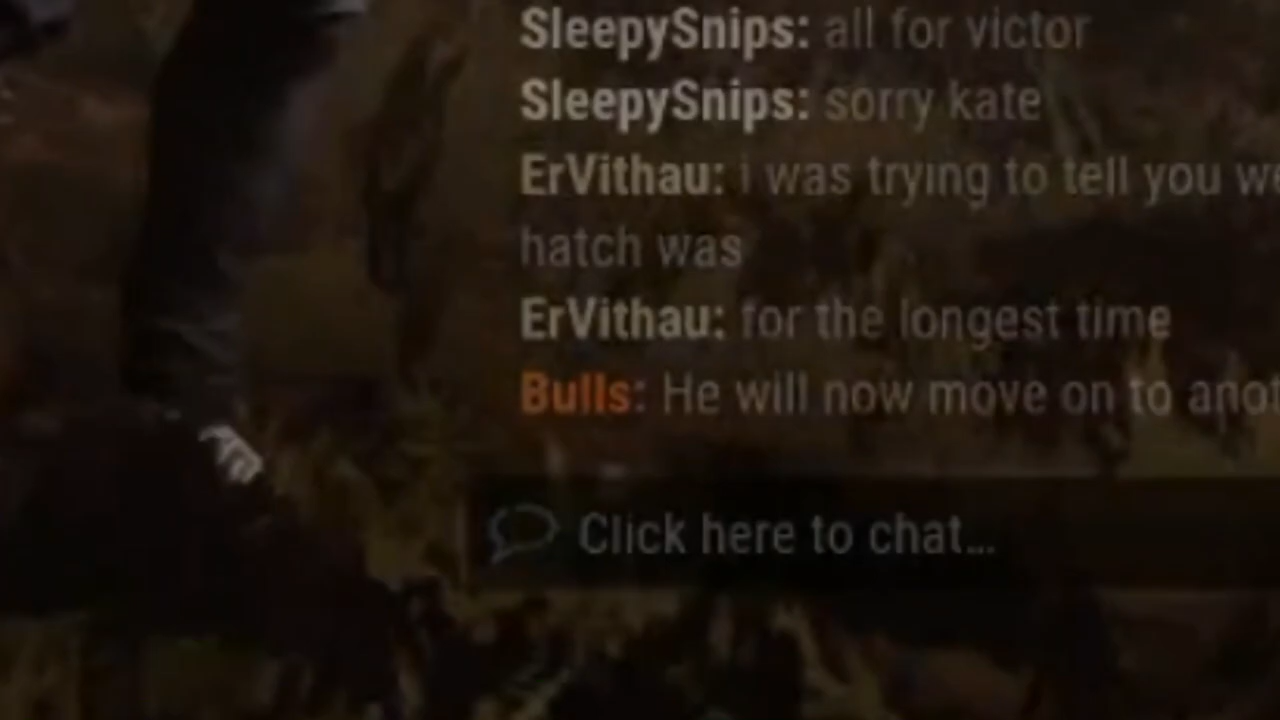 SleepySnips: all for victor
SleepySnips: sorry kate
ErVithau: i was trying to tell you
hatch was
ErVithau: for the longest time
Bulls: He will now move on to
Click here to chat...